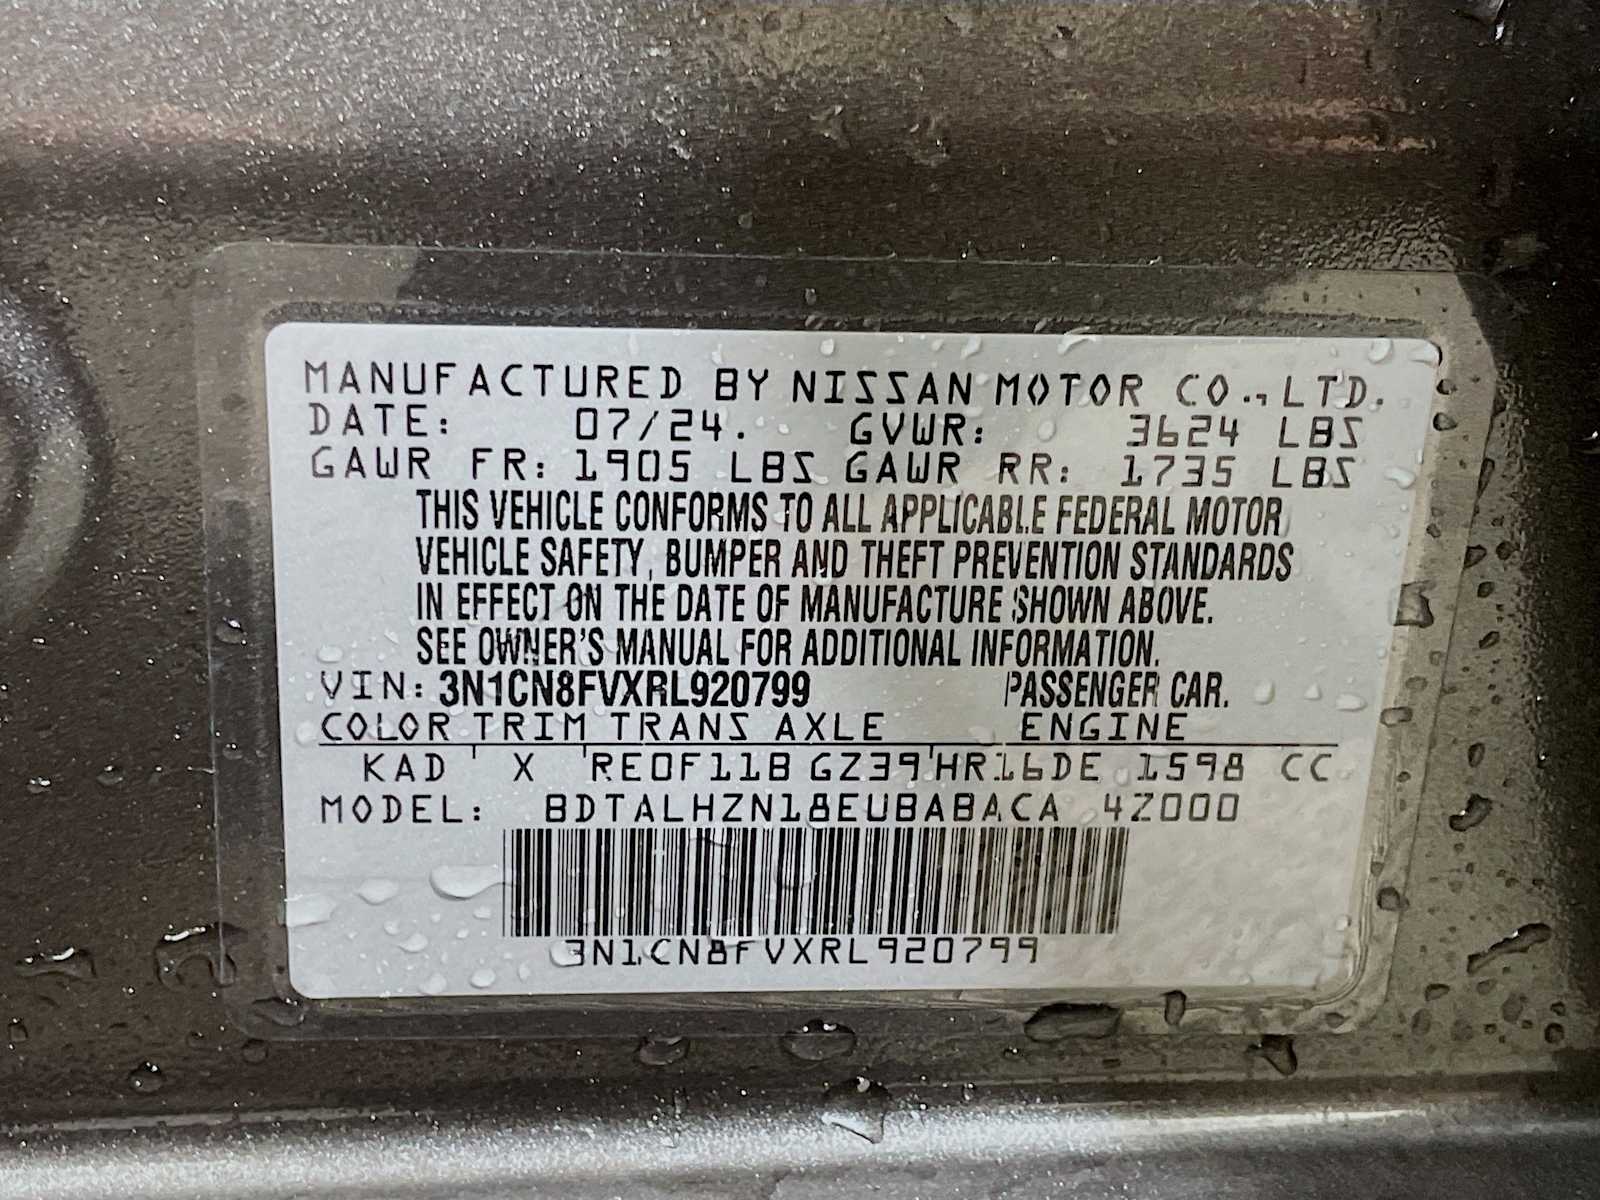 MANUFACTURED BY NISSAN MOTOR CO., LTD.
DATE: 07/24. GVWR: 3624 LBS
GAWR FR: 1905 LBS GAWR RR: 1735 LBS
THIS VEHICLE CONFORMS TO ALL APPLICABLE FEDERAL MOTOR
VEHICLE SAFETY, BUMPER AND THEFT PREVENTION STANDARDS
IN EFFECT ON THE DATE OF MANUFACTURE SHOWN ABOVE.
SEE OWNER'S MANUAL FOR ADDITIONAL INFORMATION.
VIN: 3N1CN8FVXRL920799 PASSENGER CAR.
COLOR TRIM TRANS AXLE ENGINE
KAD X RE0F11B GZ39 HR16DE 1598 CC
MODEL: BDTALHZN18EUBABACA 4Z000
3N1CN8FVXRL920799